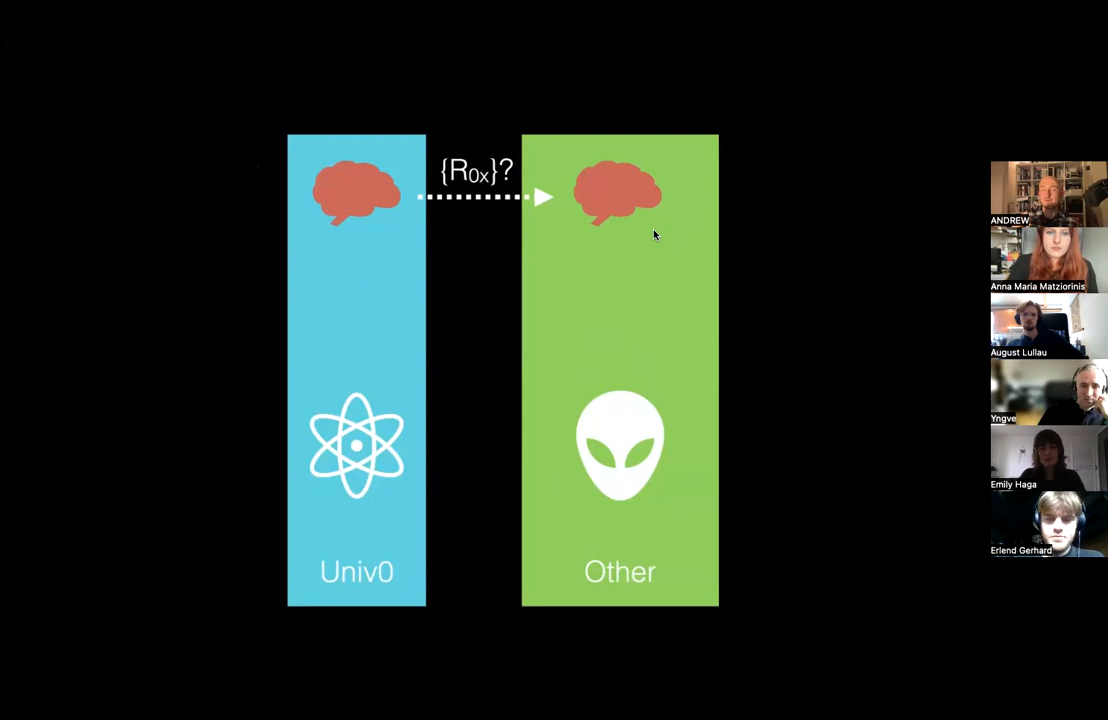 {R0x}?
Univ0
Other
ANDREW
Anna Maria Matziorinis
August Lullau
Yngve
Emily Haga
Erlend Gerhard